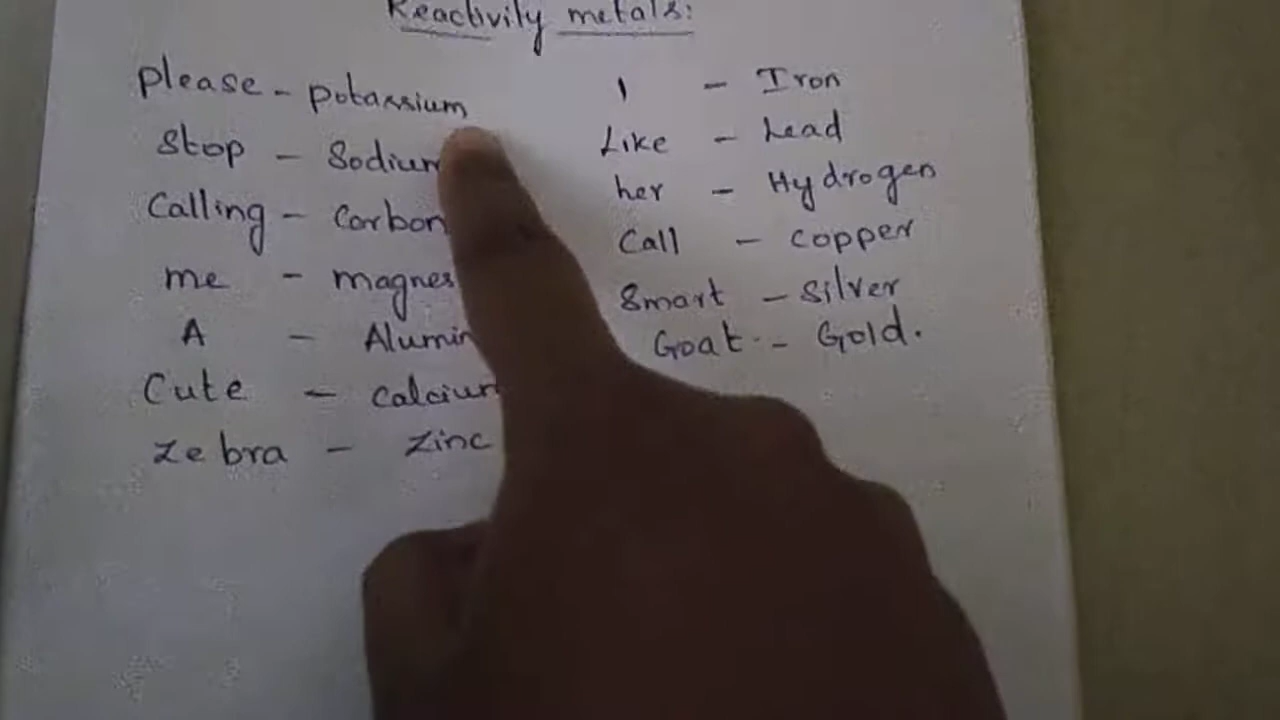 Reactivity metals:
please - potassium
Stop - Sodium
Calling - Carbon
me - magnes
A - Alumin
Cute - Calcium
Zebra - Zinc
I - Iron
Like - Lead
her - Hydrogen
Call - copper
Smart - Silver
Goat - Gold.